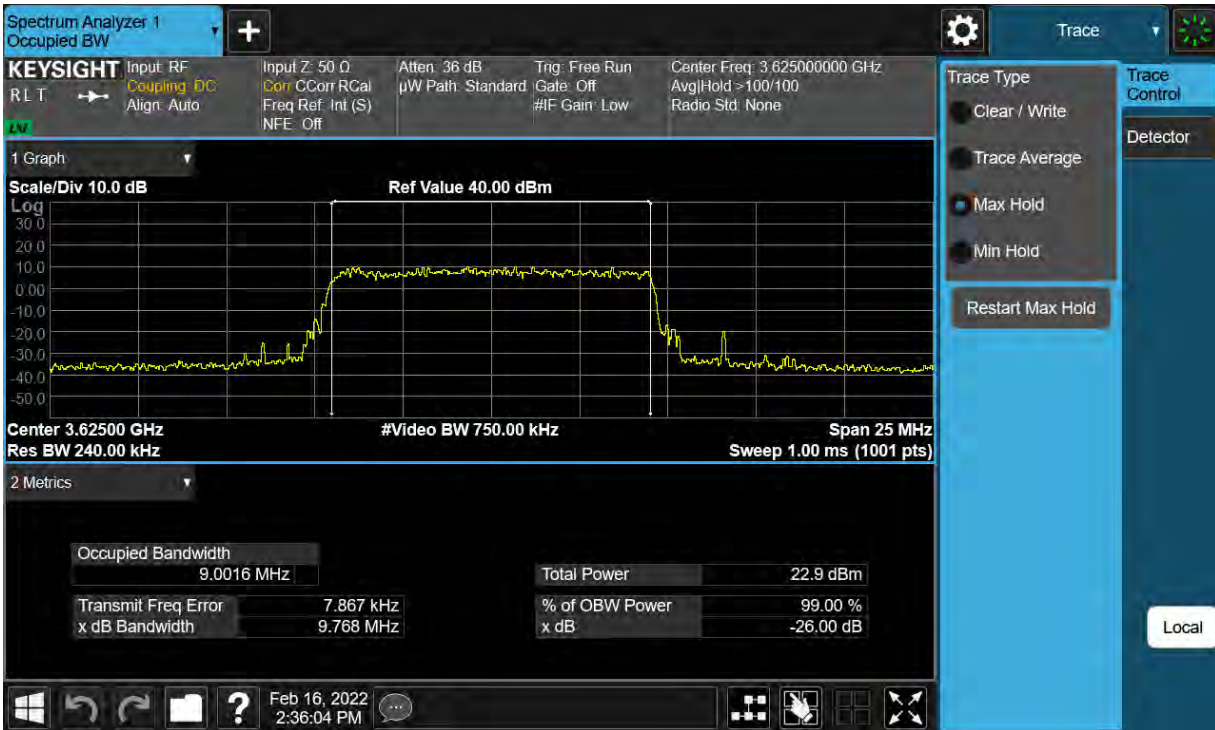 Spectrum Analyzer 1
Occupied BW
+
Trace
KEYSIGHT
RLT
LXI
Input: RF
Coupling: DC
Align: Auto
Input Z: 50 Ω
Corr CCorr RCal
Freq Ref: Int (S)
NFE: Off
Atten: 36 dB
µW Path: Standard
Trig: Free Run
Gate: Off
#IF Gain: Low
Center Freq: 3.625000000 GHz
Avg|Hold >100/100
Radio Std: None
Trace Type
Clear / Write
Trace Average
Max Hold
Min Hold
Restart Max Hold
Trace
Control
Detector
Local
1 Graph
Scale/Div 10.0 dB
Ref Value 40.00 dBm
Log
30.0
20.0
10.0
0.00
-10.0
-20.0
-30.0
-40.0
-50.0
Center 3.62500 GHz
#Video BW 750.00 kHz
Span 25 MHz
Res BW 240.00 kHz
Sweep 1.00 ms (1001 pts)
2 Metrics
Occupied Bandwidth
9.0016 MHz
Total Power 22.9 dBm
Transmit Freq Error 7.867 kHz
% of OBW Power 99.00 %
x dB Bandwidth 9.768 MHz
x dB -26.00 dB
?
Feb 16, 2022
2:36:04 PM